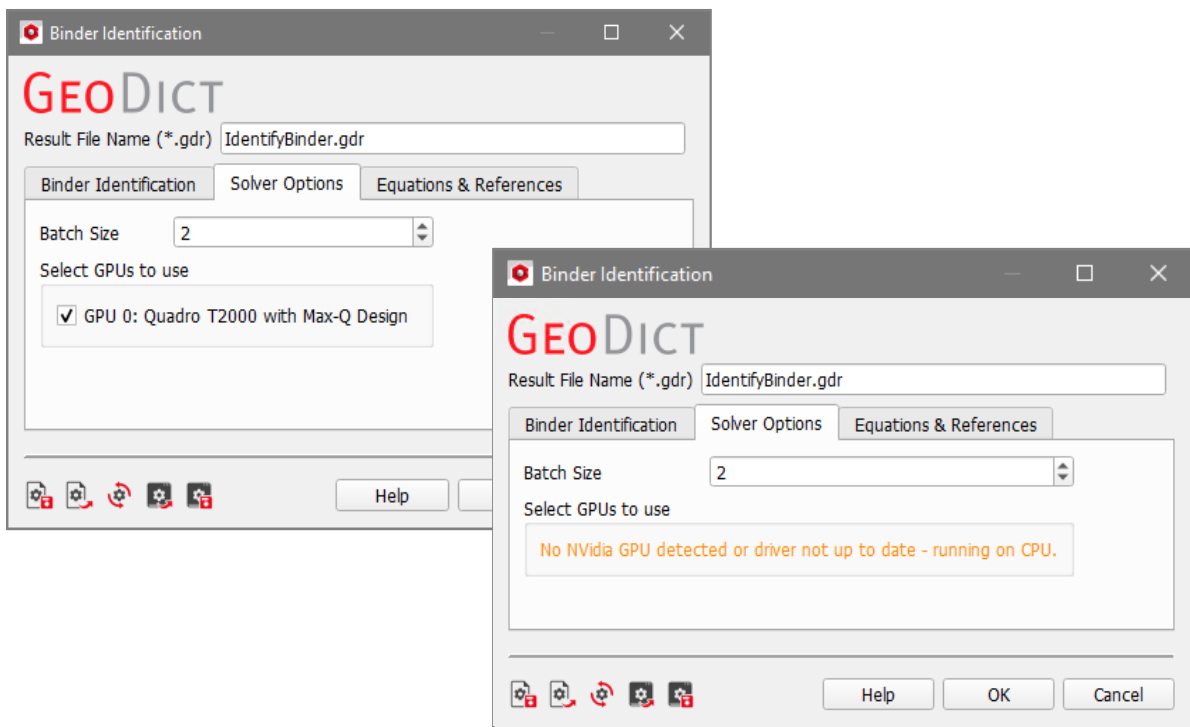 Binder Identification
GEODICT
Result File Name (*.gdr) IdentifyBinder.gdr
Binder Identification Solver Options Equations & References
Batch Size 2
Select GPUs to use
GPU 0: Quadro T2000 with Max-Q Design
Help
Binder Identification
GEODICT
Result File Name (*.gdr) IdentifyBinder.gdr
Binder Identification Solver Options Equations & References
Batch Size 2
Select GPUs to use
No NVidia GPU detected or driver not up to date - running on CPU.
Help OK Cancel